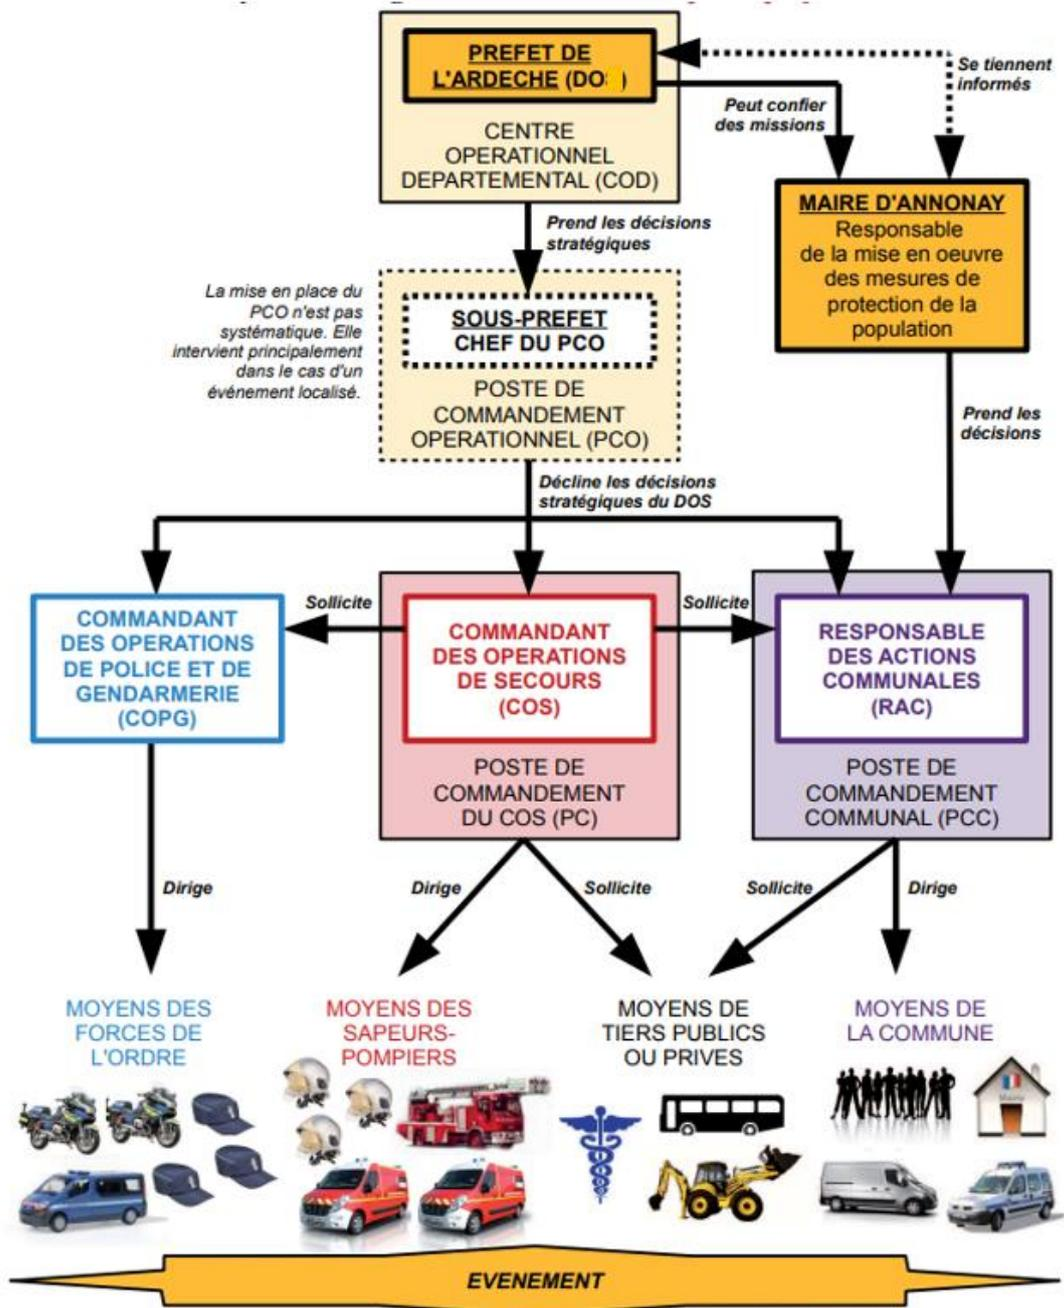 PREFET DE
L'ARDECHE (DO
CENTRE
OPERATIONNEL
DEPARTEMENTAL (COD)
Se tiennent
informés
Peut confier
des missions
MAIRE D'ANNONAY
Responsable
de la mise en oeuvre
des mesures de
protection de la
population
Prend les décisions
stratégiques
La mise en place du
PCO n'est pas
systématique. Elle
intervient principalement
dans le cas d'un
événement localisé.
SOUS-PREFET
CHEF DU PCO
POSTE DE
COMMANDEMENT
OPERATIONNEL (PCO)
Prend les
décisions
Décline les décisions
stratégiques du DOS
COMMANDANT
DES OPERATIONS
DE POLICE ET DE
GENDARMERIE
(COPG)
Sollicite
COMMANDANT
DES OPERATIONS
DE SECOURS
(COS)
POSTE DE
COMMANDEMENT
DU COS (PC)
Sollicite
RESPONSABLE
DES ACTIONS
COMMUNALES
(RAC)
POSTE DE
COMMANDEMENT
COMMUNAL (PCC)
Dirige
Dirige
Sollicite
Sollicite
Dirige
MOYENS DES
FORCES DE
L'ORDRE
MOYENS DES
SAPEURS-
POMPIERS
MOYENS DE
TIERS PUBLICS
OU PRIVES
MOYENS DE
LA COMMUNE
Mairie
EVENEMENT